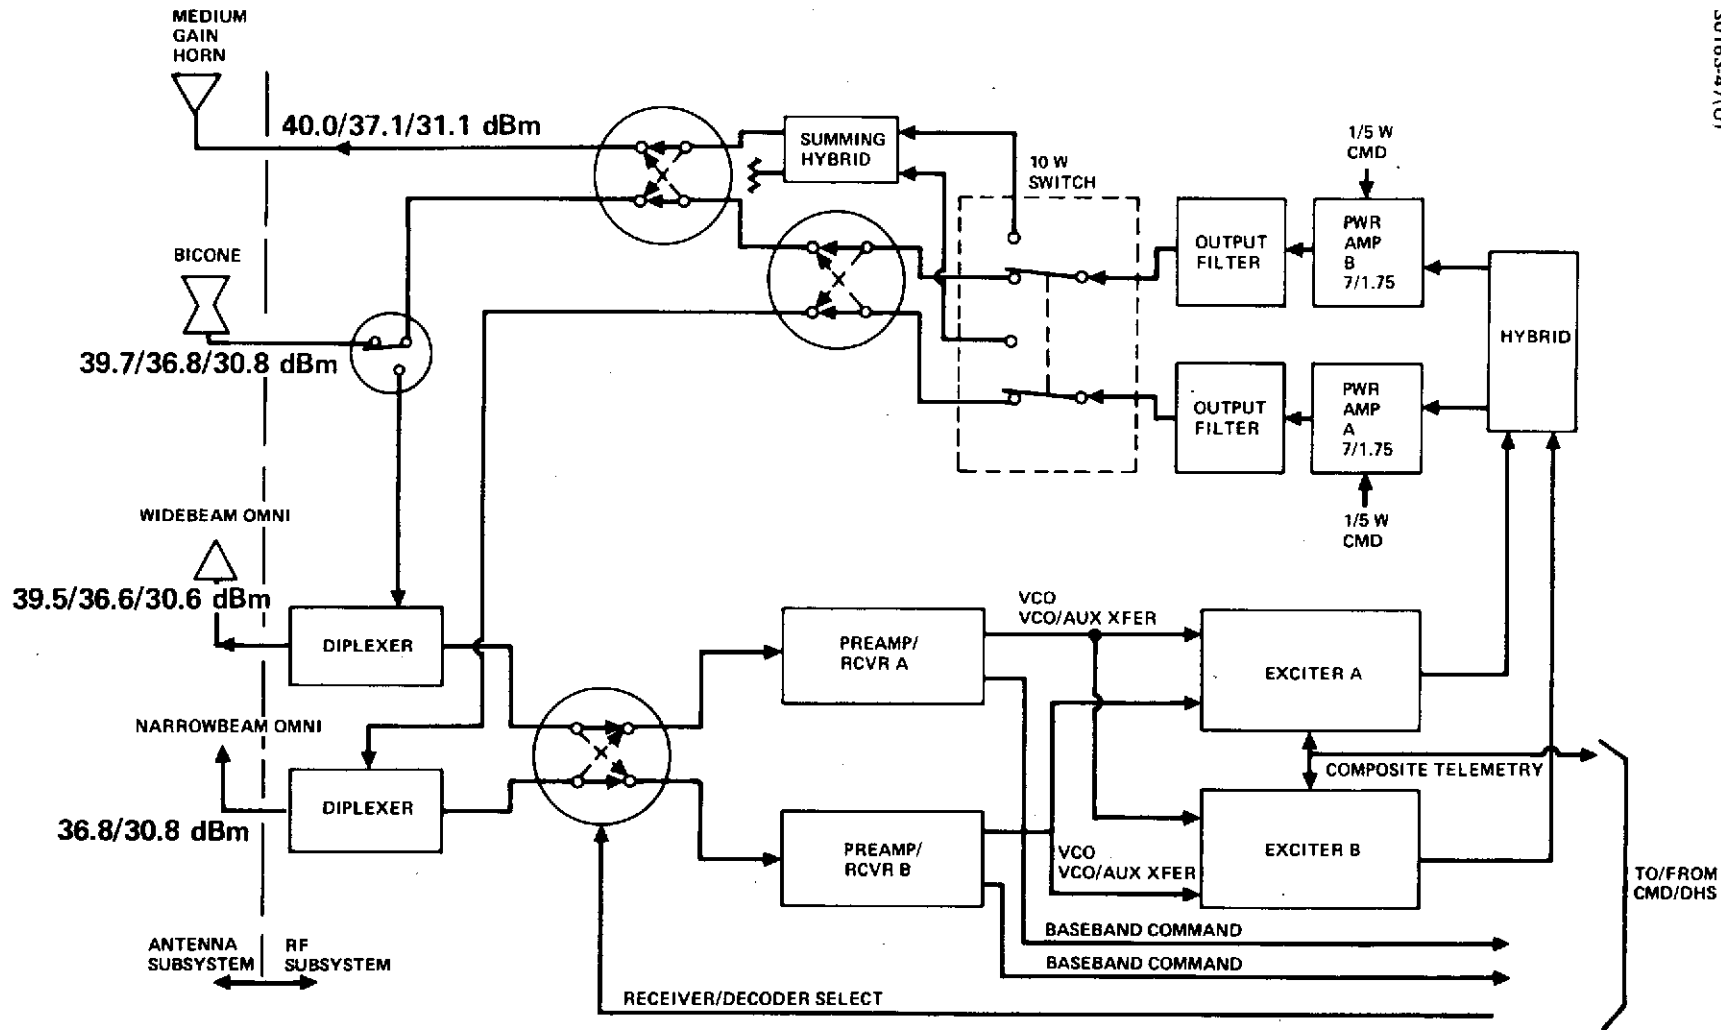 MEDIUM
GAIN
HORN
40.0/37.1/31.1 dBm
SUMMING
HYBRID
10 W
SWITCH
1/5 W
CMD
OUTPUT
FILTER
PWR
AMP
B
7/1.75
BICONE
HYBRID
39.7/36.8/30.8 dBm
OUTPUT
FILTER
PWR
AMP
A
7/1.75
1/5 W
CMD
WIDEBEAM OMNI
39.5/36.6/30.6 dBm
DIPLEXER
PREAMP/
RCVR A
VCO
VCO/AUX XFER
EXCITER A
NARROWBEAM OMNI
DIPLEXER
36.8/30.8 dBm
COMPOSITE TELEMETRY
PREAMP/
RCVR B
VCO
VCO/AUX XFER
EXCITER B
TO/FROM
CMD/DHS
BASEBAND COMMAND
BASEBAND COMMAND
ANTENNA
SUBSYSTEM
RF
SUBSYSTEM
RECEIVER/DECODER SELECT